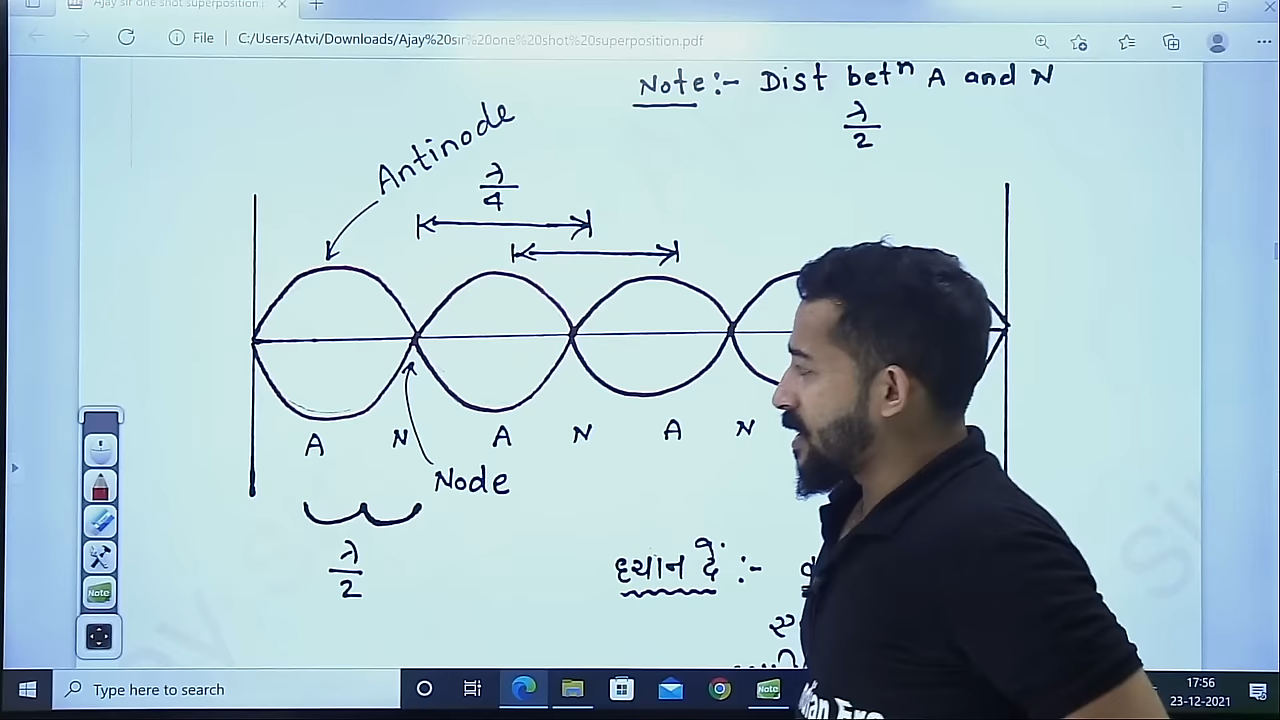 Ajay sir one shot superposition.p
File
C:/Users/Atvi/Downloads/Ajay%20sir%20one%20shot%20superposition.pdf
Note:- Dist betⁿ A and N
λ/2
Antinode
λ/4
A N A N A N
Node
λ/2
Note
Type here to search
Note
17:56
23-12-2021